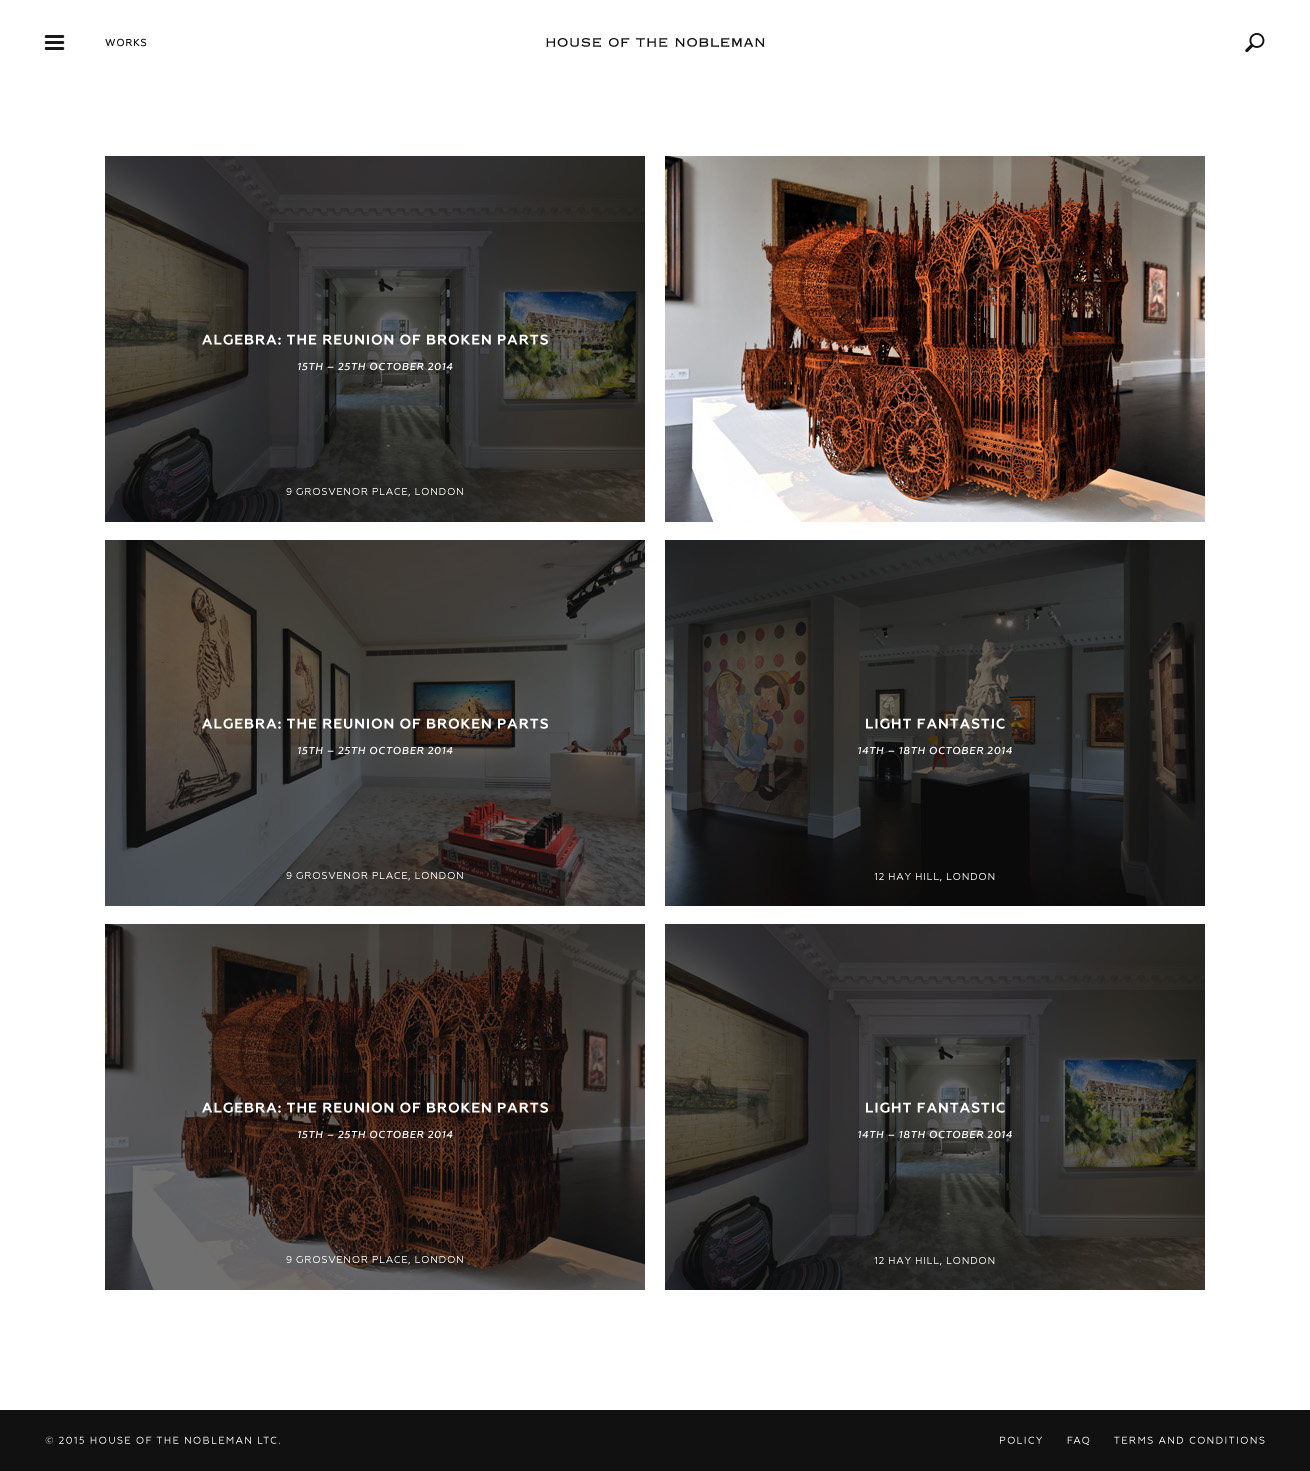 WORKS
HOUSE OF THE NOBLEMAN
ALGEBRA: THE REUNION OF BROKEN PARTS
15TH – 25TH OCTOBER 2014
9 GROSVENOR PLACE, LONDON
ALGEBRA: THE REUNION OF BROKEN PARTS
15TH – 25TH OCTOBER 2014
9 GROSVENOR PLACE, LONDON
LIGHT FANTASTIC
14TH – 18TH OCTOBER 2014
12 HAY HILL, LONDON
ALGEBRA: THE REUNION OF BROKEN PARTS
15TH – 25TH OCTOBER 2014
9 GROSVENOR PLACE, LONDON
LIGHT FANTASTIC
14TH – 18TH OCTOBER 2014
12 HAY HILL, LONDON
© 2015 HOUSE OF THE NOBLEMAN LTC.
POLICY
FAQ
TERMS AND CONDITIONS